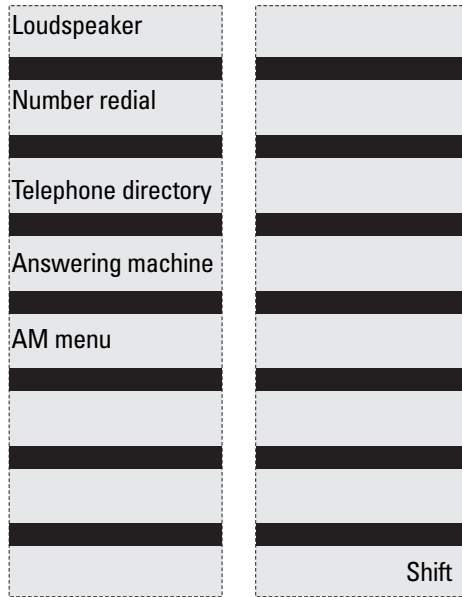 Loudspeaker
Number redial
Telephone directory
Answering machine
AM menu
Shift